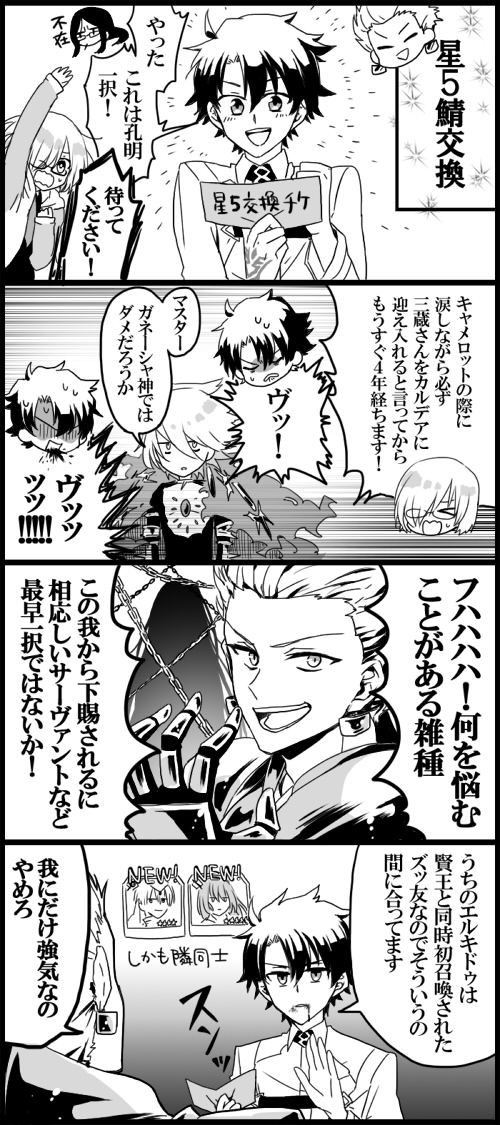 星5鯖交換
不在
やった
これは孔明
一択!
星5交換チケ
待って
ください!
キャメロットの際に
涙しながら必ず
三蔵さんをカルデアに
迎え入れると言ってから
もうすぐ4年経ちます!
ヴッ!
マスター
ガネーシャ神では
ダメだろうか
ヴッッ
ッッ!!!!!
フハハハ!何を悩む
ことがある雑種
この我から下賜されるに
相応しいサーヴァントなど
最早一択ではないか!
うちのエルキドゥは
賢王と同時初召喚された
ズッ友なのでそういうの
間に合ってます
NEW!
NEW!
しかも隣同士
スンッ
我にだけ強気なの
やめろ